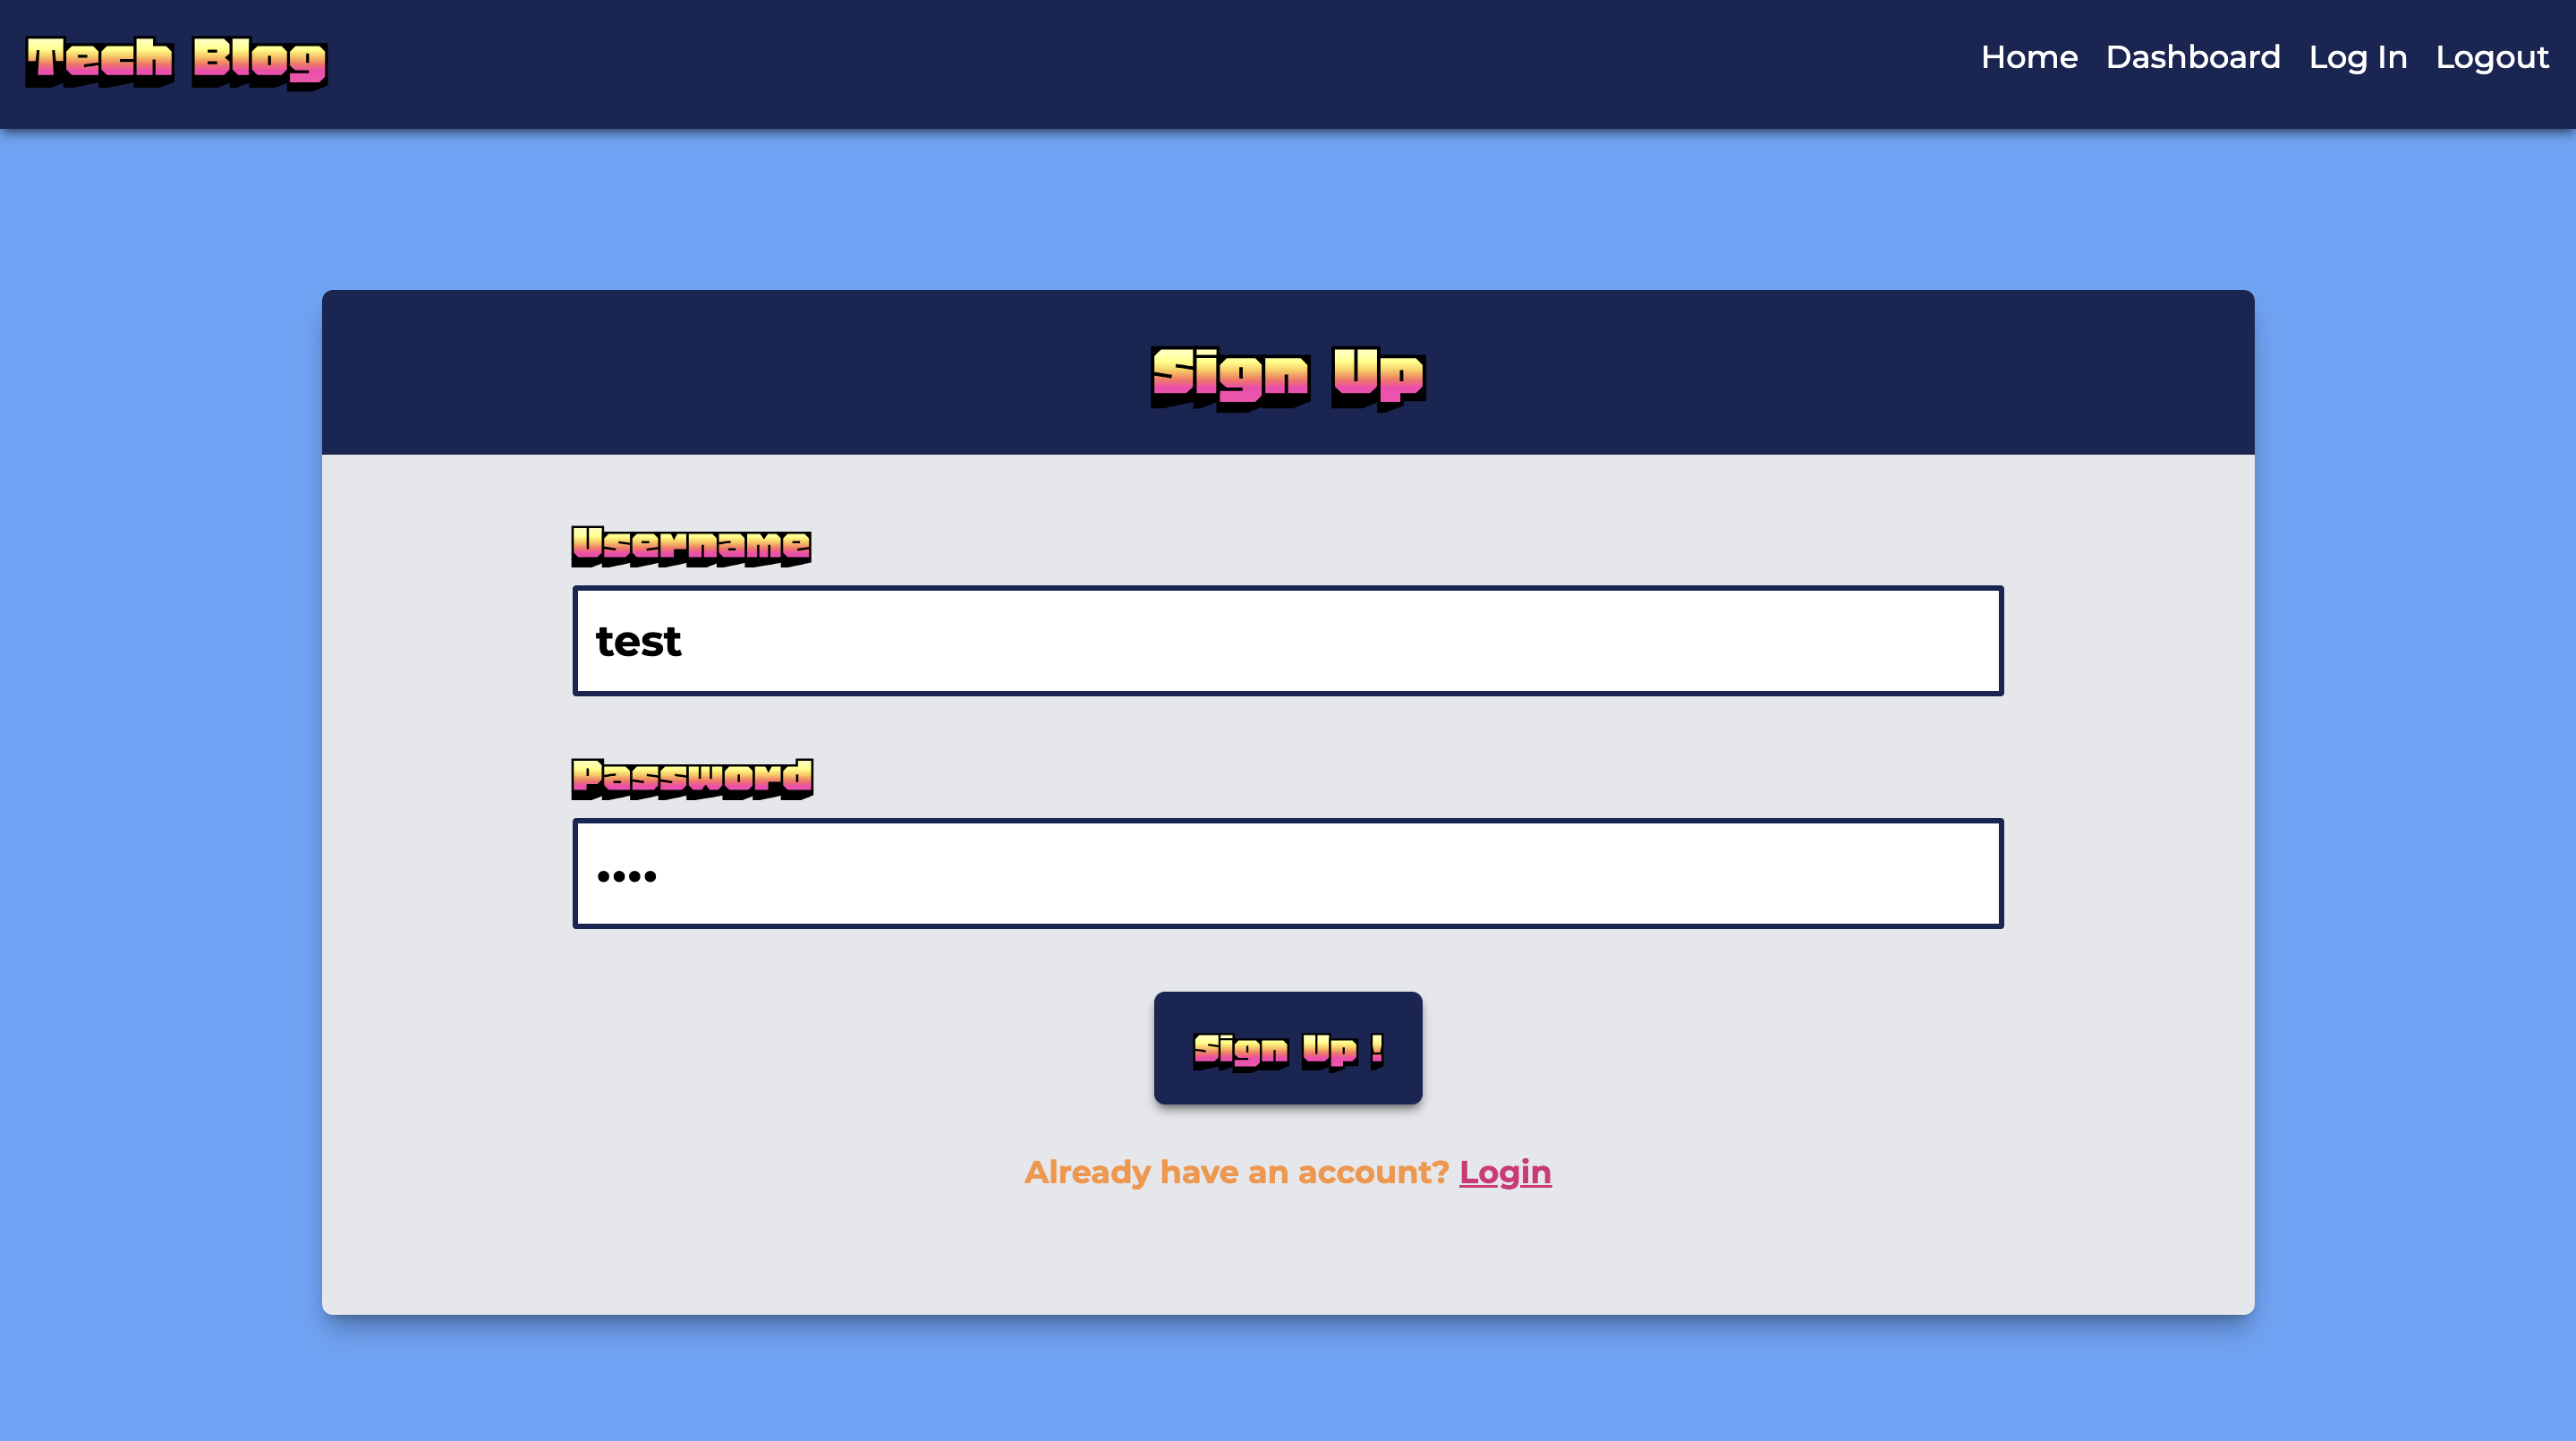 Tech Blog
Home Dashboard Log In Logout
Sign Up
Username
test
Password
••••
Sign Up !
Already have an account? Login